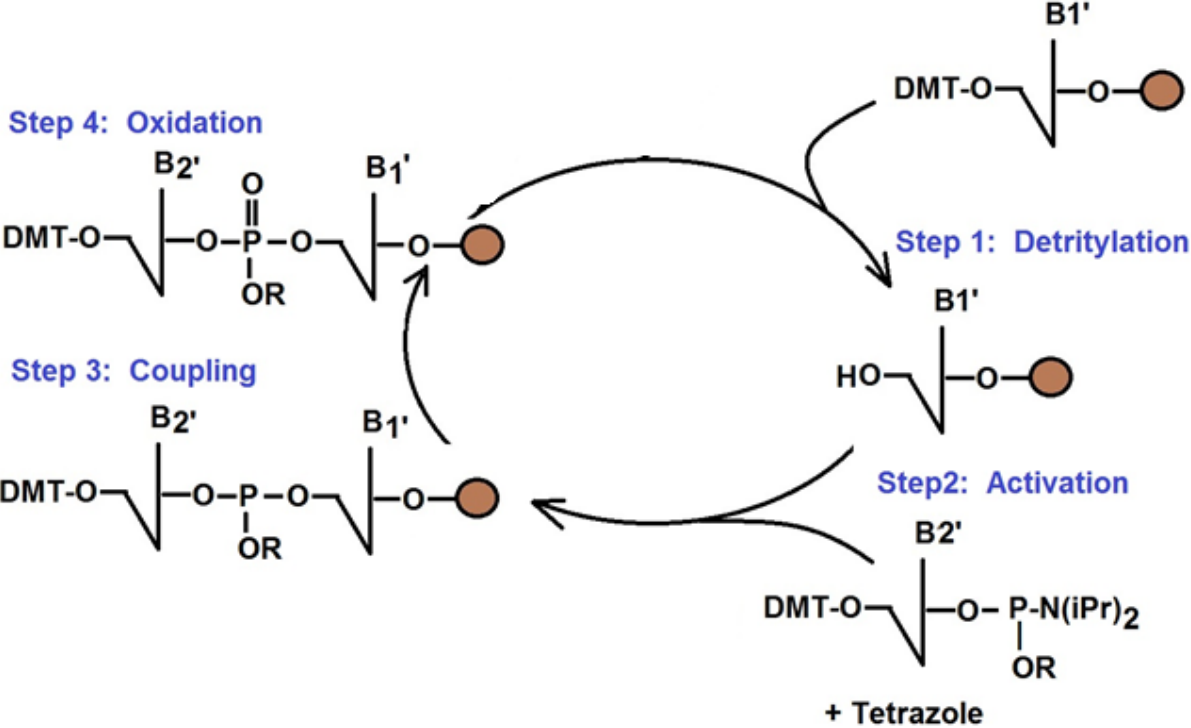 B1'
DMT-O-O-
Step 4: Oxidation
B2'
B1'
O
DMT-O-O-P-O-O-
OR
Step 1: Detritylation
B1'
HO-O-
Step 3: Coupling
B2'
B1'
DMT-O-O-P-O-O-
OR
Step2: Activation
B2'
DMT-O-O-P-N(iPr)2
OR
+ Tetrazole